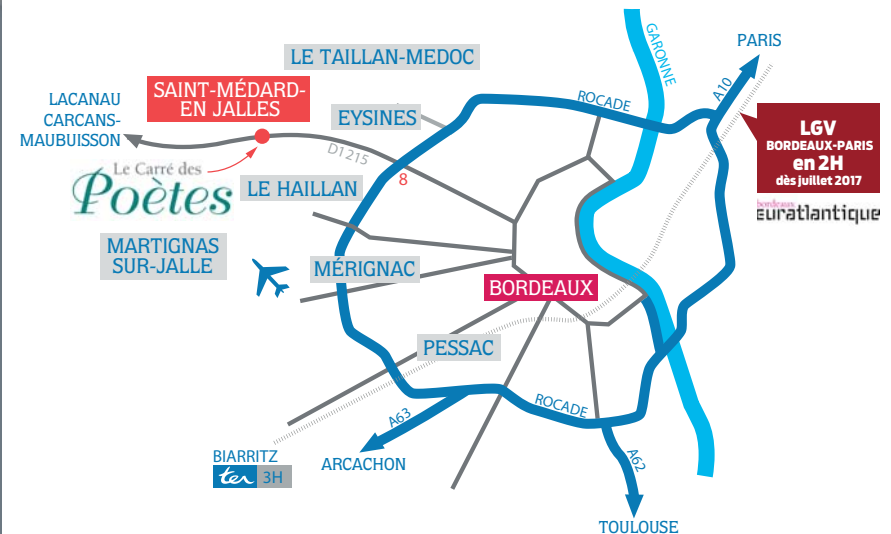 LE TAILLAN-MEDOC
GARONNE
PARIS
A10
LACANAU
CARCANS-
MAUBUISSON
SAINT-MÉDARD-
EN JALLES
EYSINES
ROCADE
LGV
BORDEAUX-PARIS
en 2H
dès juillet 2017
bordeaux
euratlantique
D1 215
8
Le Carré des
Poètes
LE HAILLAN
MARTIGNAS
SUR-JALLE
MÉRIGNAC
BORDEAUX
PESSAC
ROCADE
A63
BIARRITZ
ter 3H
ARCACHON
A62
TOULOUSE